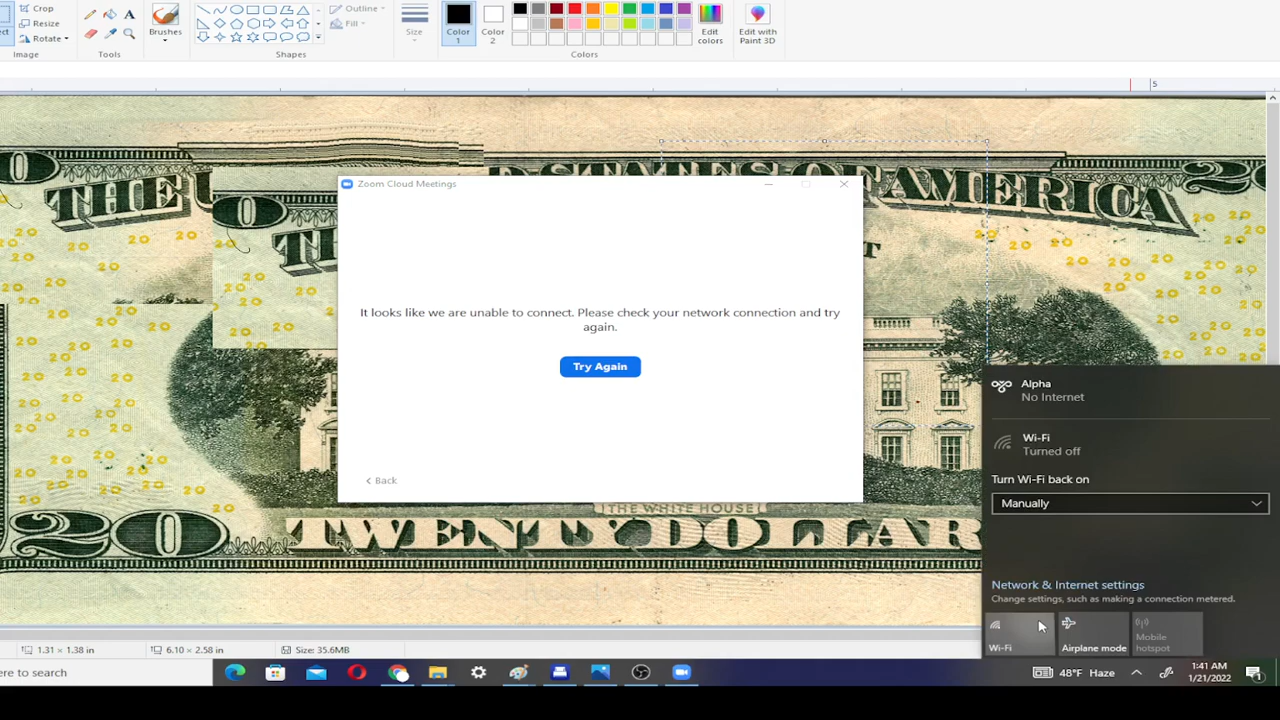 Crop
Resize
Rotate
Image
A
Tools
Brushes
Outline
Fill
Shapes
Size
Color
1
Color
2
Colors
Edit
colors
Edit with
Paint 3D
5
THE
D STATES OF AMERICA
20
Zoom Cloud Meetings
It looks like we are unable to connect. Please check your network connection and try
again.
Try Again
Back
THE WHITE HOUSE
20
TWENTY DOLLAR
Alpha
No Internet
Wi-Fi
Turned off
Turn Wi-Fi back on
Manually
Network & Internet settings
Change settings, such as making a connection metered.
Wi-Fi
Airplane mode
Mobile
hotspot
1.31 × 1.38 in
6.10 × 2.58 in
Size: 35.6MB
ere to search
48°F Haze
1:41 AM
1/21/2022
1